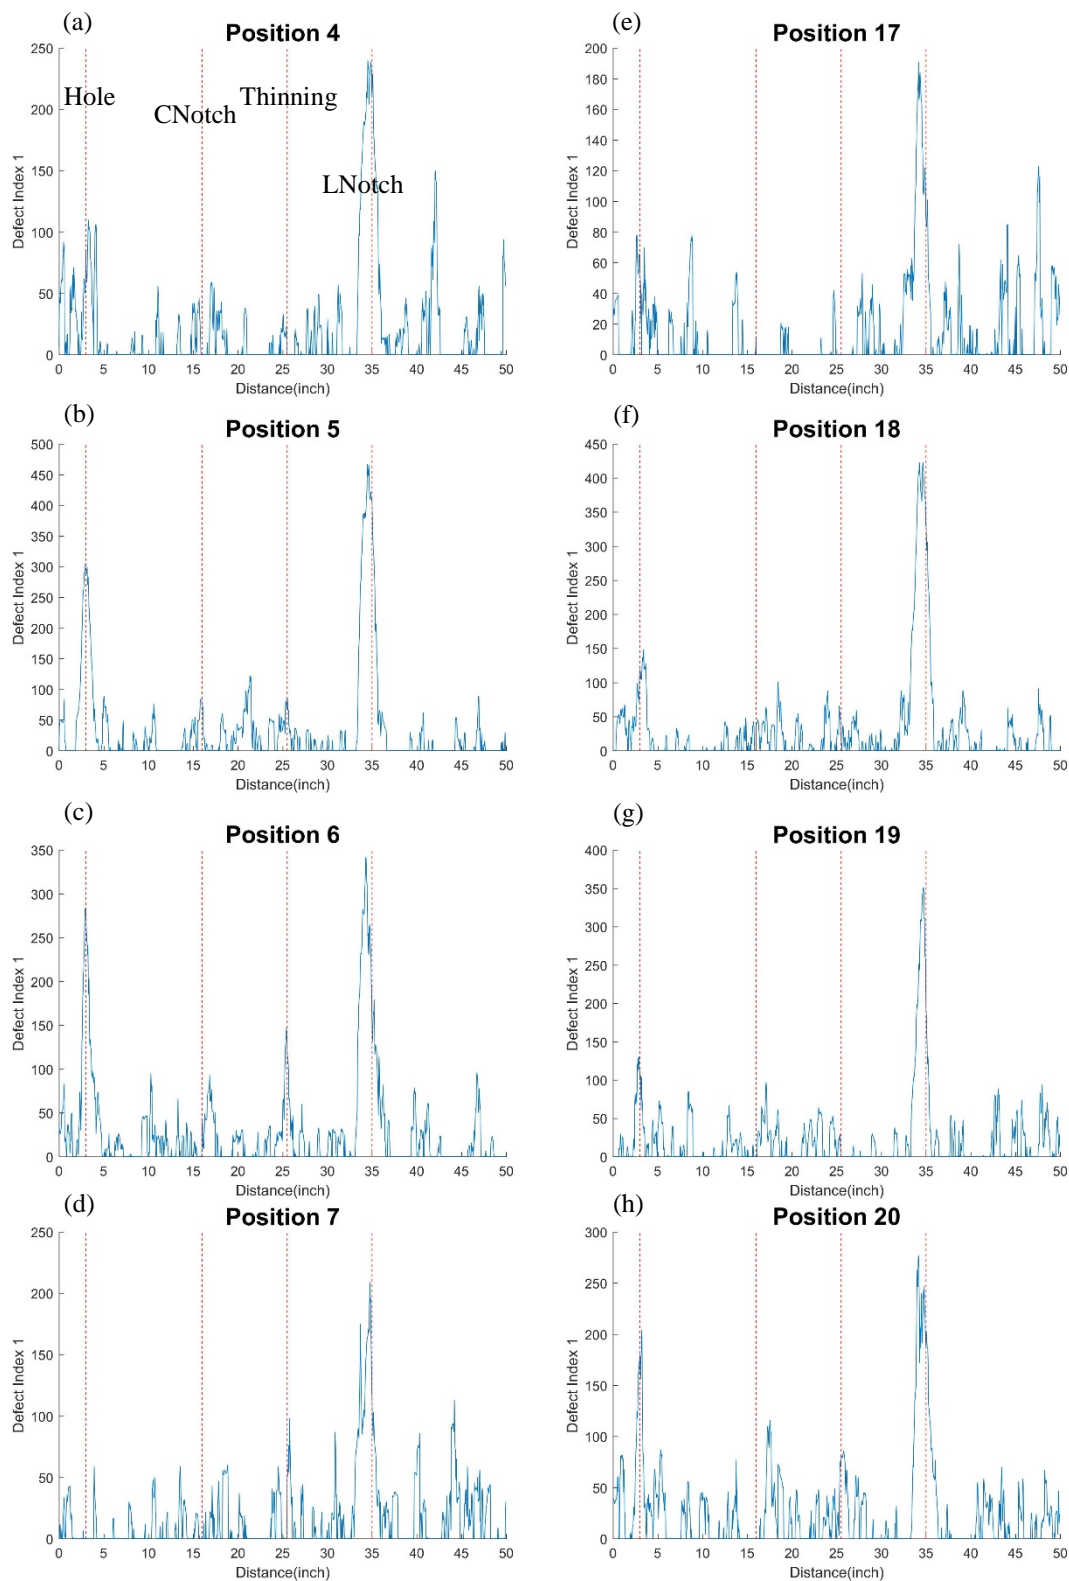 (a)
Position 4
250
200
150
100
50
0
Defect Index 1
Hole
CNotch
Thinning
LNotch
0 5 10 15 20 25 30 35 40 45 50
Distance(inch)
(e)
Position 17
200
180
160
140
120
100
80
60
40
20
0
Defect Index 1
0 5 10 15 20 25 30 35 40 45 50
Distance(inch)
(b)
Position 5
500
450
400
350
300
250
200
150
100
50
0
Defect Index 1
0 5 10 15 20 25 30 35 40 45 50
Distance(inch)
(f)
Position 18
450
400
350
300
250
200
150
100
50
0
Defect Index 1
0 5 10 15 20 25 30 35 40 45 50
Distance(inch)
(c)
Position 6
350
300
250
200
150
100
50
0
Defect Index 1
0 5 10 15 20 25 30 35 40 45 50
Distance(inch)
(g)
Position 19
400
350
300
250
200
150
100
50
0
Defect Index 1
0 5 10 15 20 25 30 35 40 45 50
Distance(inch)
(d)
Position 7
250
200
150
100
50
0
Defect Index 1
0 5 10 15 20 25 30 35 40 45 50
Distance(inch)
(h)
Position 20
300
250
200
150
100
50
0
Defect Index 1
0 5 10 15 20 25 30 35 40 45 50
Distance(inch)